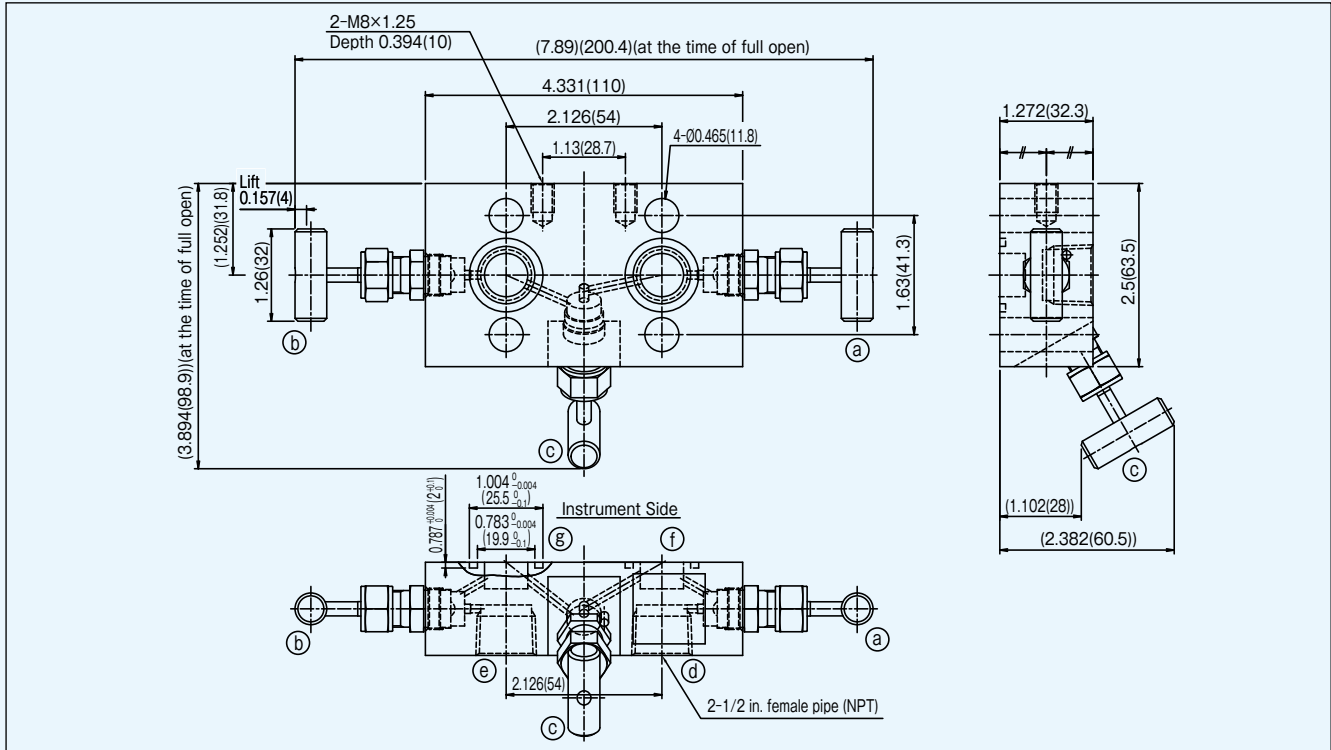 2-M8×1.25
Depth 0.394(10)
(7.89)(200.4)(at the time of full open)
4.331(110)
2.126(54)
1.13(28.7)
4-Ø0.465(11.8)
1.272(32.3)
Lift
0.157(4)
(1.252(31.8)
(3.894(98.9))(at the time of full open)
1.26(32)
1.63(41.3)
2.5(63.5)
b
a
c
c
(1.102(28))
(2.382(60.5))
0.787 +0.004 0 (2 +0.1 0)
1.004 0 -0.004
(25.5 0 -0.1)
0.783 0 -0.004
(19.9 0 -0.1)
Instrument Side
g
f
b
a
e
d
2.126(54)
c
2-1/2 in. female pipe (NPT)